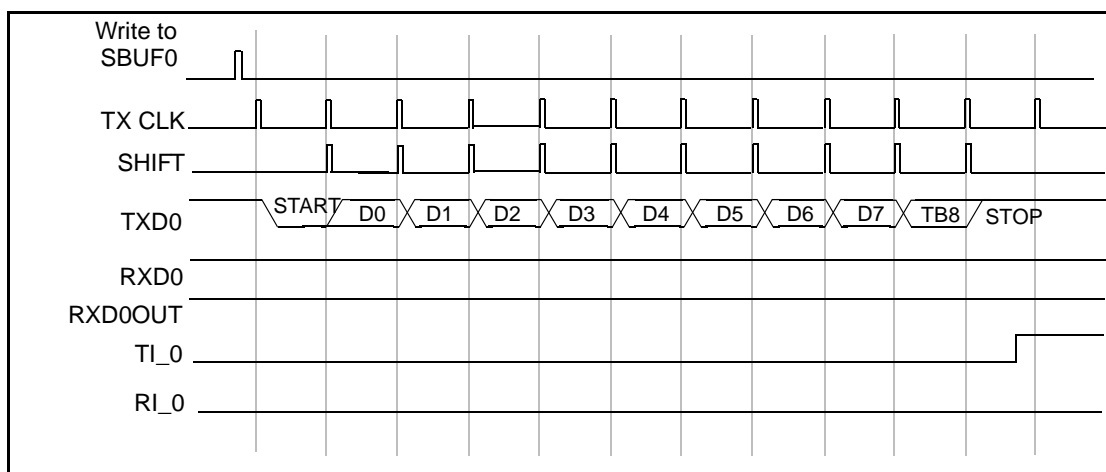 Write to
SBUF0
TX CLK
SHIFT
TXD0 START D0 D1 D2 D3 D4 D5 D6 D7 TB8 STOP
RXD0
RXD0OUT
TI_0
RI_0